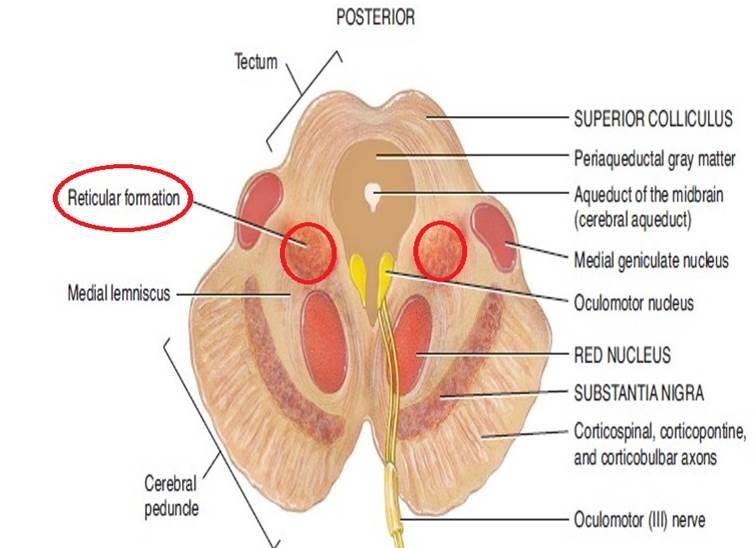 POSTERIOR
Tectum
SUPERIOR COLLICULUS
Periaqueductal gray matter
Reticular formation
Aqueduct of the midbrain
(cerebral aqueduct)
Medial geniculate nucleus
Medial lemniscus
Oculomotor nucleus
RED NUCLEUS
SUBSTANTIA NIGRA
Corticospinal, corticopontine,
and corticobulbar axons
Cerebral
peduncle
Oculomotor (III) nerve